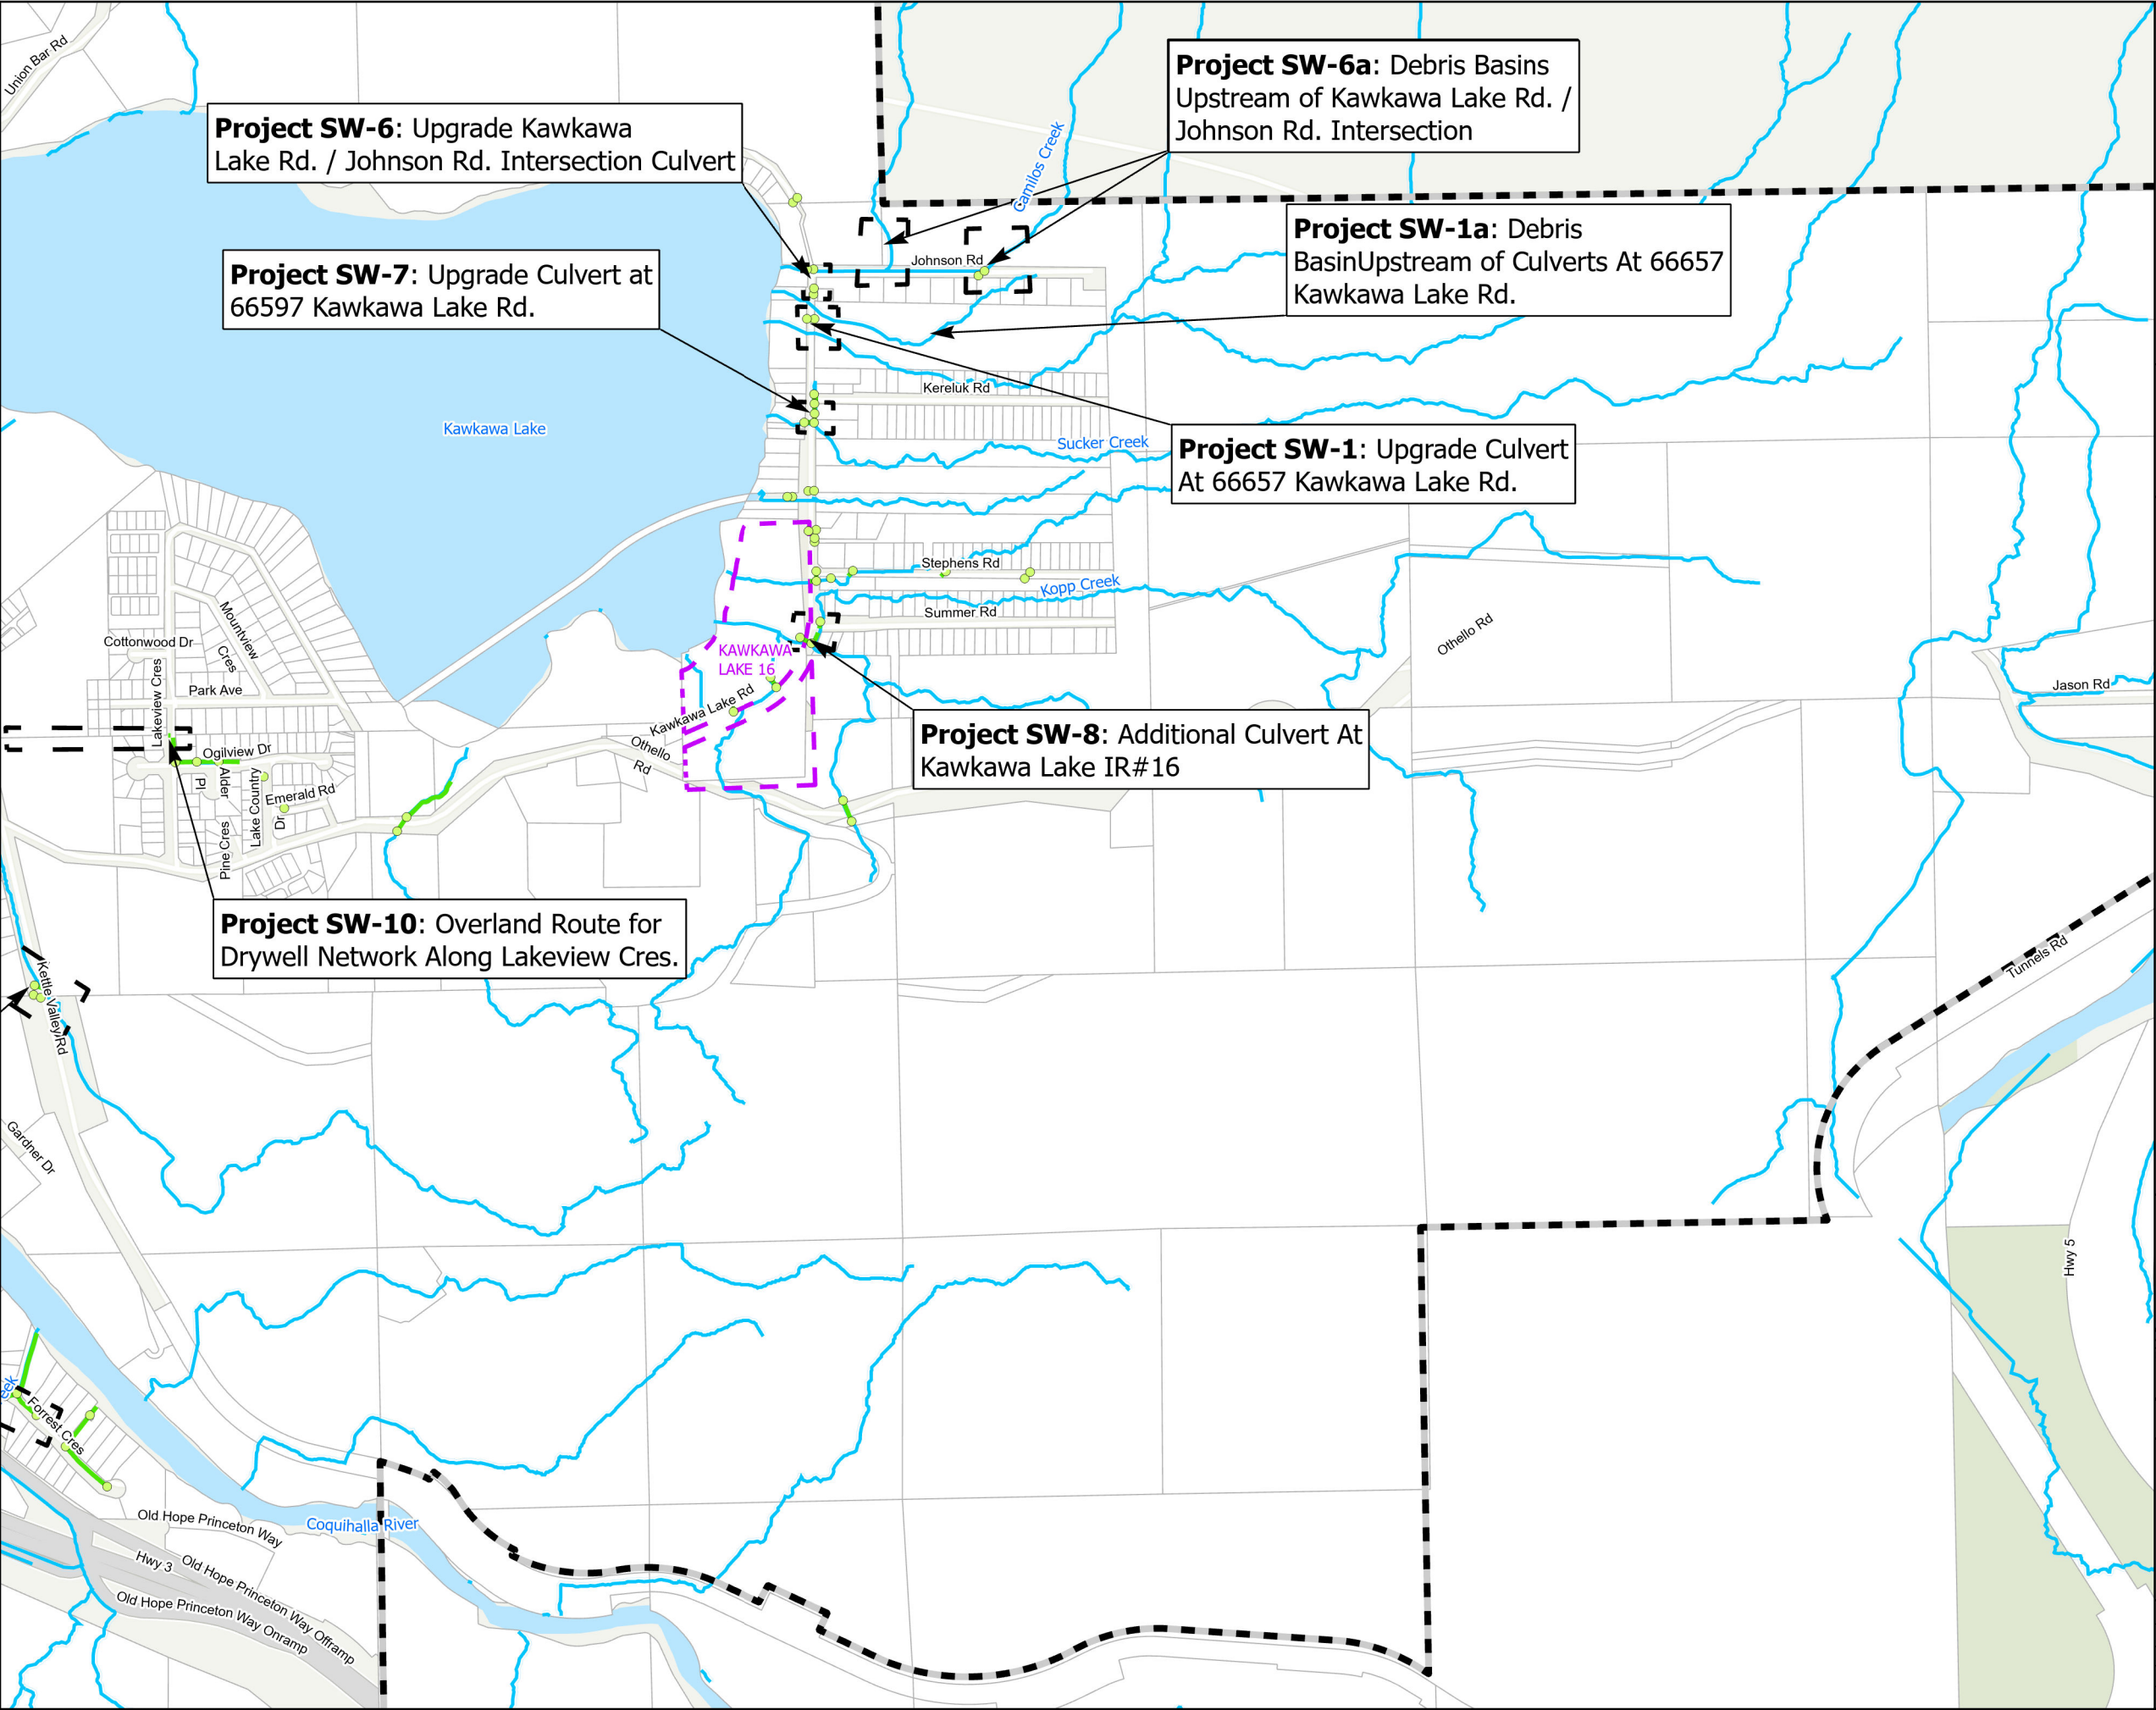 Union Bar Rd
Project SW-6a: Debris Basins
Upstream of Kawkawa Lake Rd. /
Johnson Rd. Intersection
Project SW-6: Upgrade Kawkawa
Lake Rd. / Johnson Rd. Intersection Culvert
Camilos Creek
Project SW-1a: Debris
BasinUpstream of Culverts At 66657
Kawkawa Lake Rd.
Project SW-7: Upgrade Culvert at
66597 Kawkawa Lake Rd.
Johnson Rd
Kereluk Rd
Kawkawa Lake
Sucker Creek
Project SW-1: Upgrade Culvert
At 66657 Kawkawa Lake Rd.
Stephens Rd
Kopp Creek
Summer Rd
Othello Rd
Mountview
Cres
Cottonwood Dr
KAWKAWA
LAKE 16
Lakeview Cres
Park Ave
Jason Rd
Kawkawa Lake Rd
Othello
Rd
Project SW-8: Additional Culvert At
Kawkawa Lake IR#16
Ogilview Dr
Alder
Pl
Lake Country
Dr
Emerald Rd
Pine Cres
Project SW-10: Overland Route for
Drywell Network Along Lakeview Cres.
Tunnels Rd
Kettle Valley Rd
Gardner Dr
Hwy 5
eek
Forrest Cres
Old Hope Princeton Way
Coquihalla River
Hwy 3
Old Hope Princeton Way Offramp
Old Hope Princeton Way Onramp